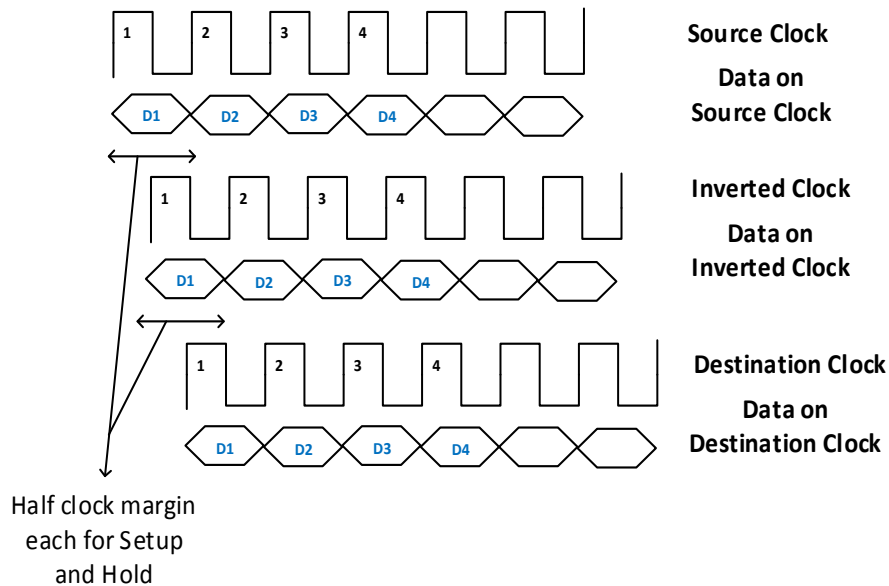 1 2 3 4
Source Clock
Data on
Source Clock
D1 D2 D3 D4
1 2 3 4
Inverted Clock
Data on
Inverted Clock
D1 D2 D3 D4
1 2 3 4
Destination Clock
Data on
Destination Clock
D1 D2 D3 D4
Half clock margin
each for Setup
and Hold